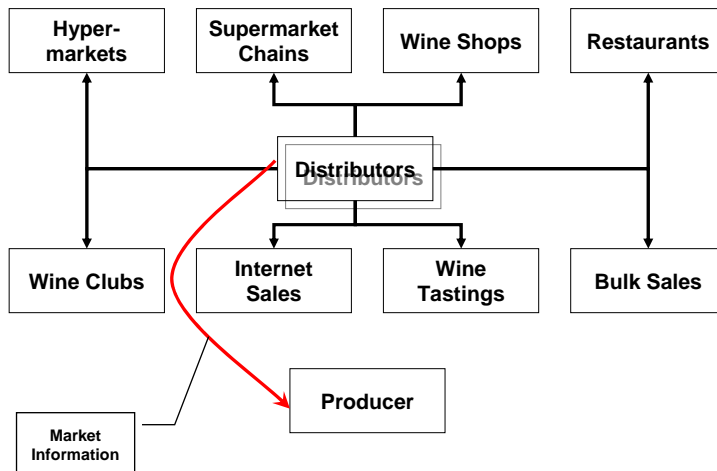 Hyper-
markets
Supermarket
Chains
Wine Shops
Restaurants
Distributors
Distributors
Wine Clubs
Internet
Sales
Wine
Tastings
Bulk Sales
Producer
Market
Information